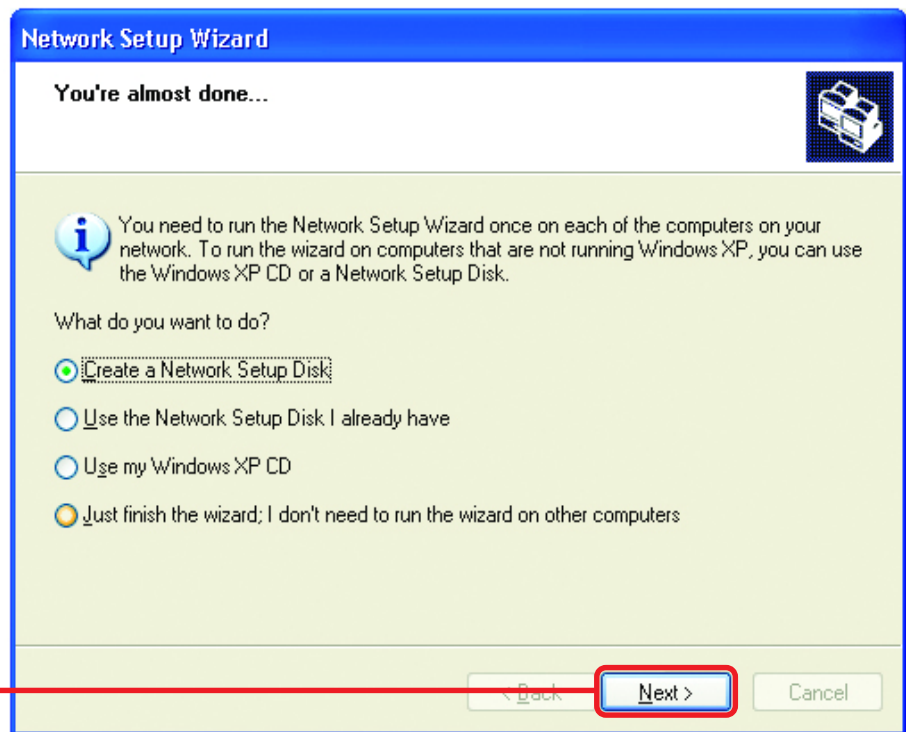 Network Setup Wizard
You're almost done...
You need to run the Network Setup Wizard once on each of the computers on your
network. To run the wizard on computers that are not running Windows XP, you can use
the Windows XP CD or a Network Setup Disk.
What do you want to do?
Create a Network Setup Disk
Use the Network Setup Disk I already have
Use my Windows XP CD
Just finish the wizard; I don't need to run the wizard on other computers
< Back
Next >
Cancel